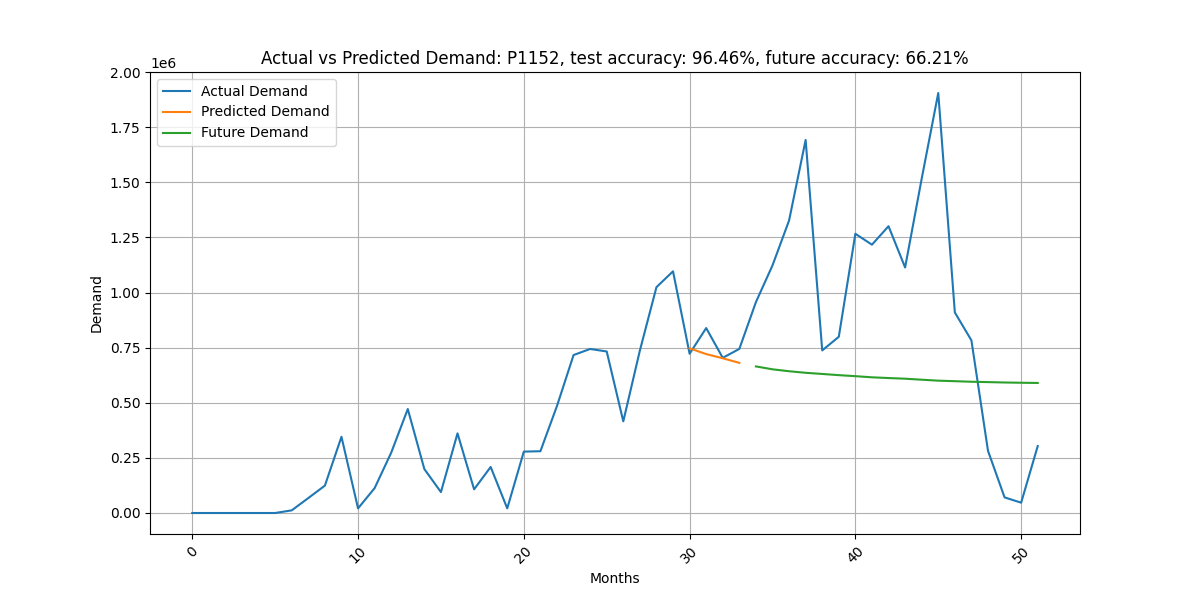 Actual vs Predicted Demand: P1152, test accuracy: 96.46%, future accuracy: 66.21%
1e6
2.00
1.75
1.50
1.25
1.00
0.75
0.50
0.25
0.00
Demand
Actual Demand
Predicted Demand
Future Demand
0
10
20
30
40
50
Months